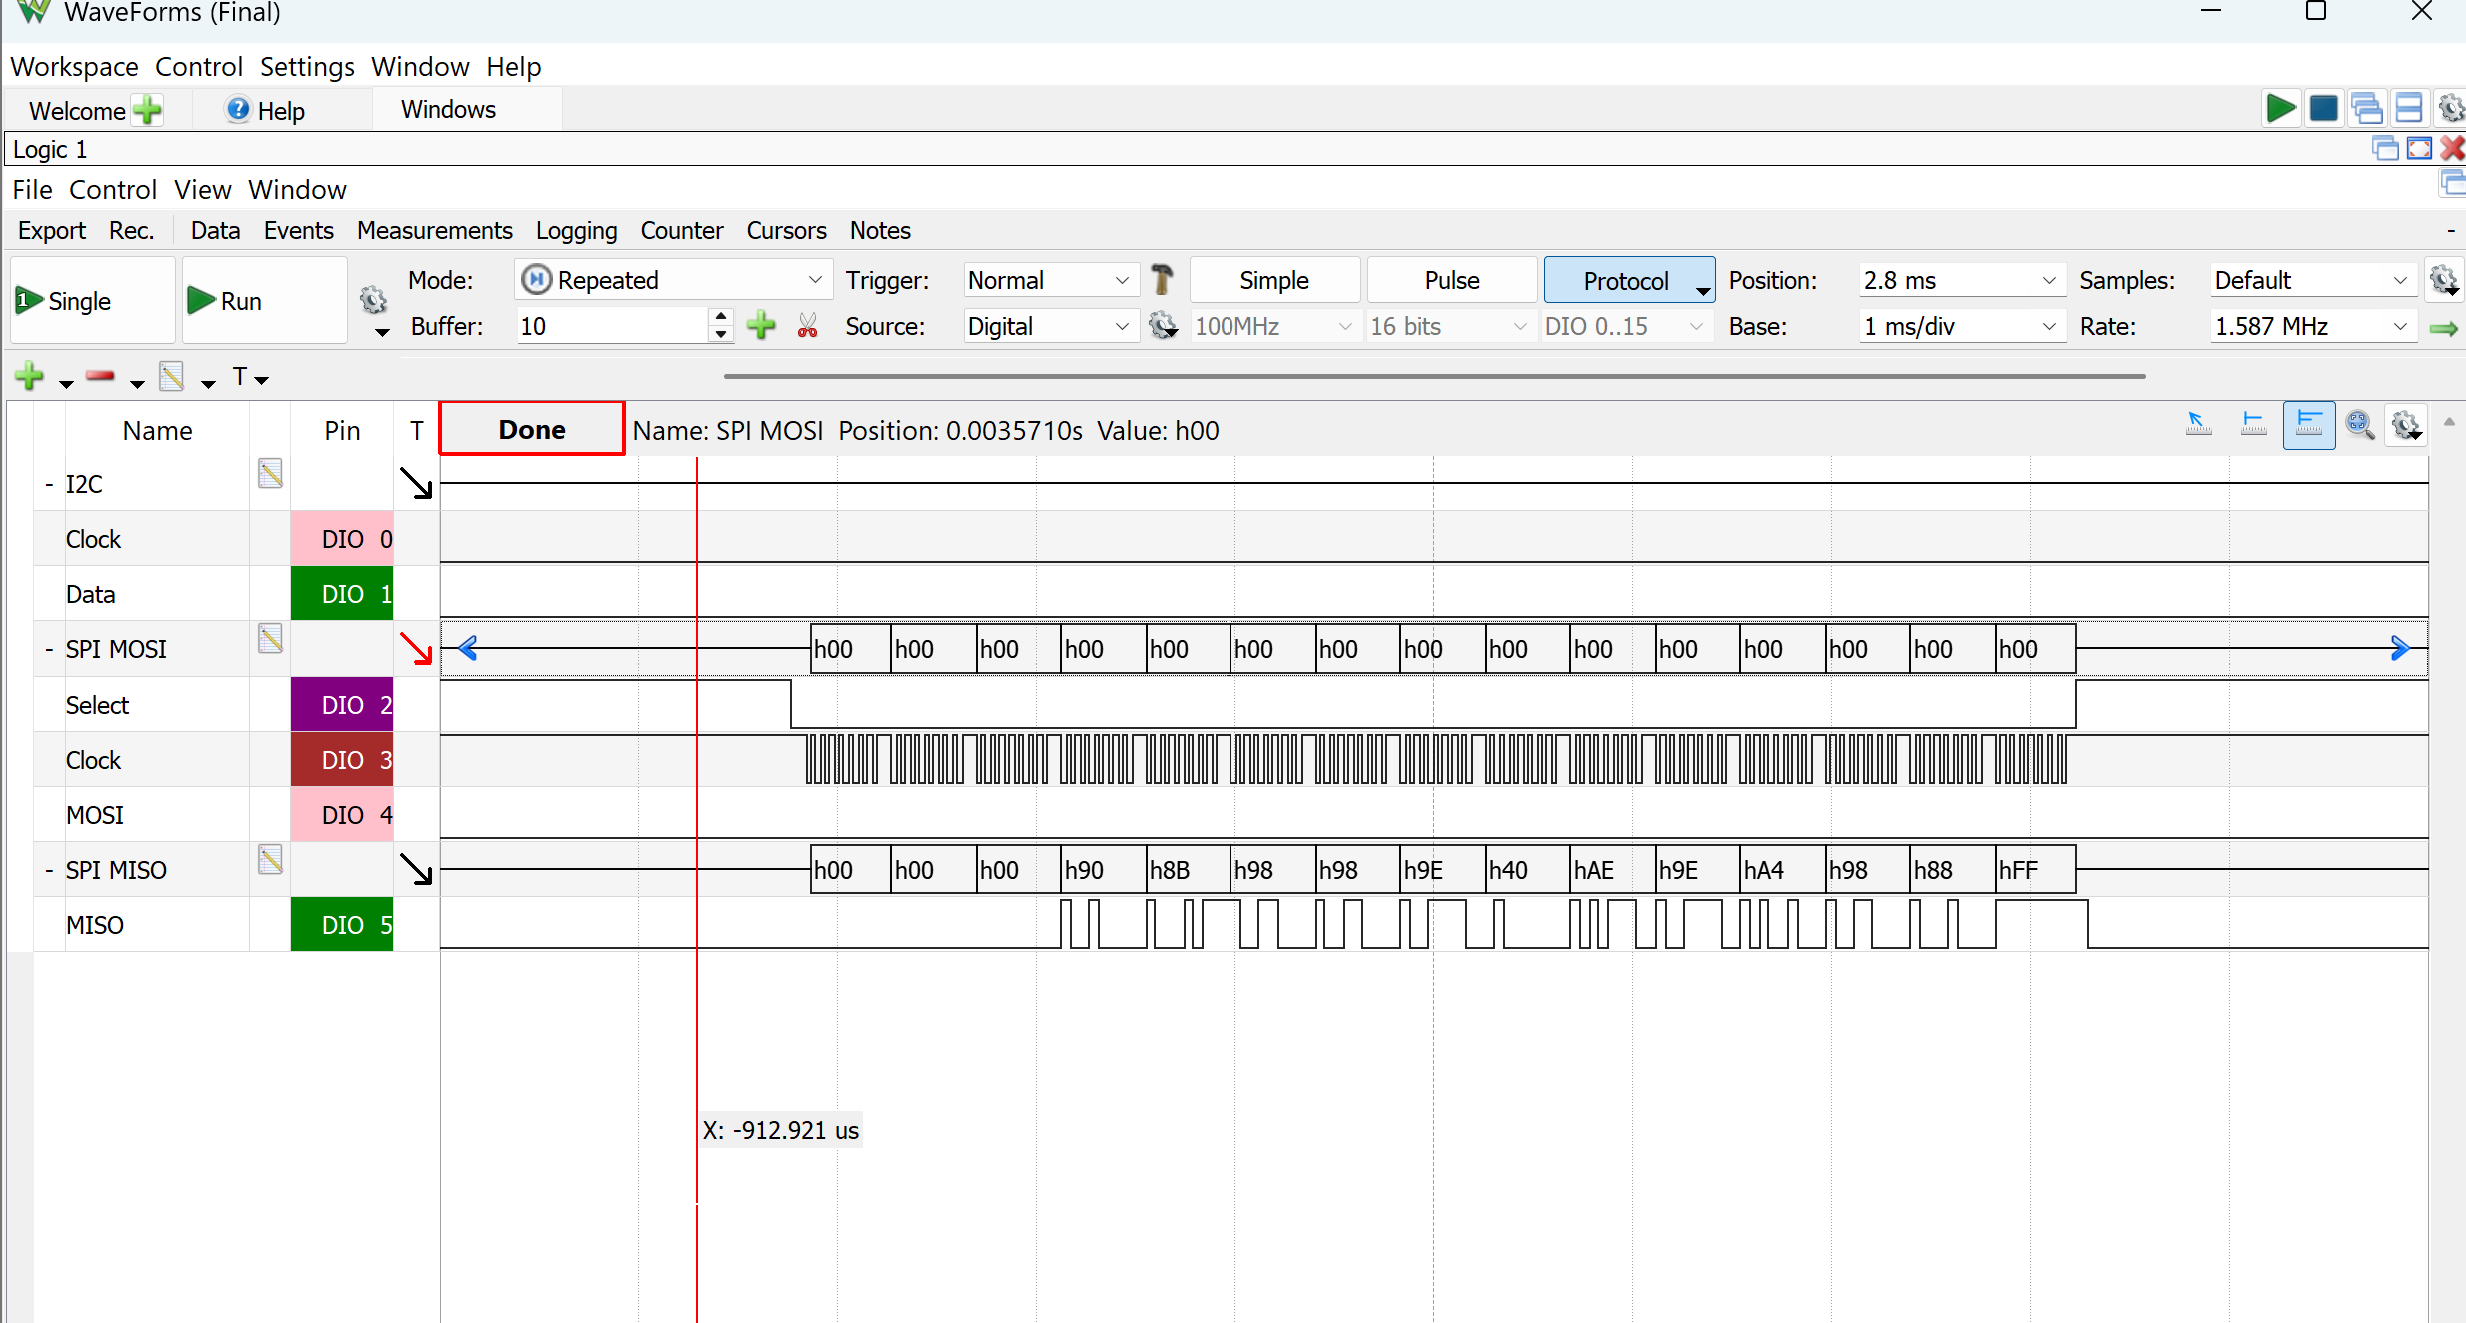 WaveForms (Final)
Workspace Control Settings Window Help
Welcome Help Windows
Logic 1
File Control View Window
Export Rec. Data Events Measurements Logging Counter Cursors Notes -
1 Single Run Mode: Repeated Trigger: Normal Simple Pulse Protocol Position: 2.8 ms Samples: Default
Buffer: 10 Source: Digital 100MHz 16 bits DIO 0..15 Base: 1 ms/div Rate: 1.587 MHz
T
Name Pin T Done Name: SPI MOSI Position: 0.0035710s Value: h00
- I2C
Clock DIO 0
Data DIO 1
- SPI MOSI h00 h00 h00 h00 h00 h00 h00 h00 h00 h00 h00 h00 h00 h00 h00
Select DIO 2
Clock DIO 3
MOSI DIO 4
- SPI MISO h00 h00 h00 h90 h8B h98 h98 h9E h40 hAE h9E hA4 h98 h88 hFF
MISO DIO 5
X: -912.921 us